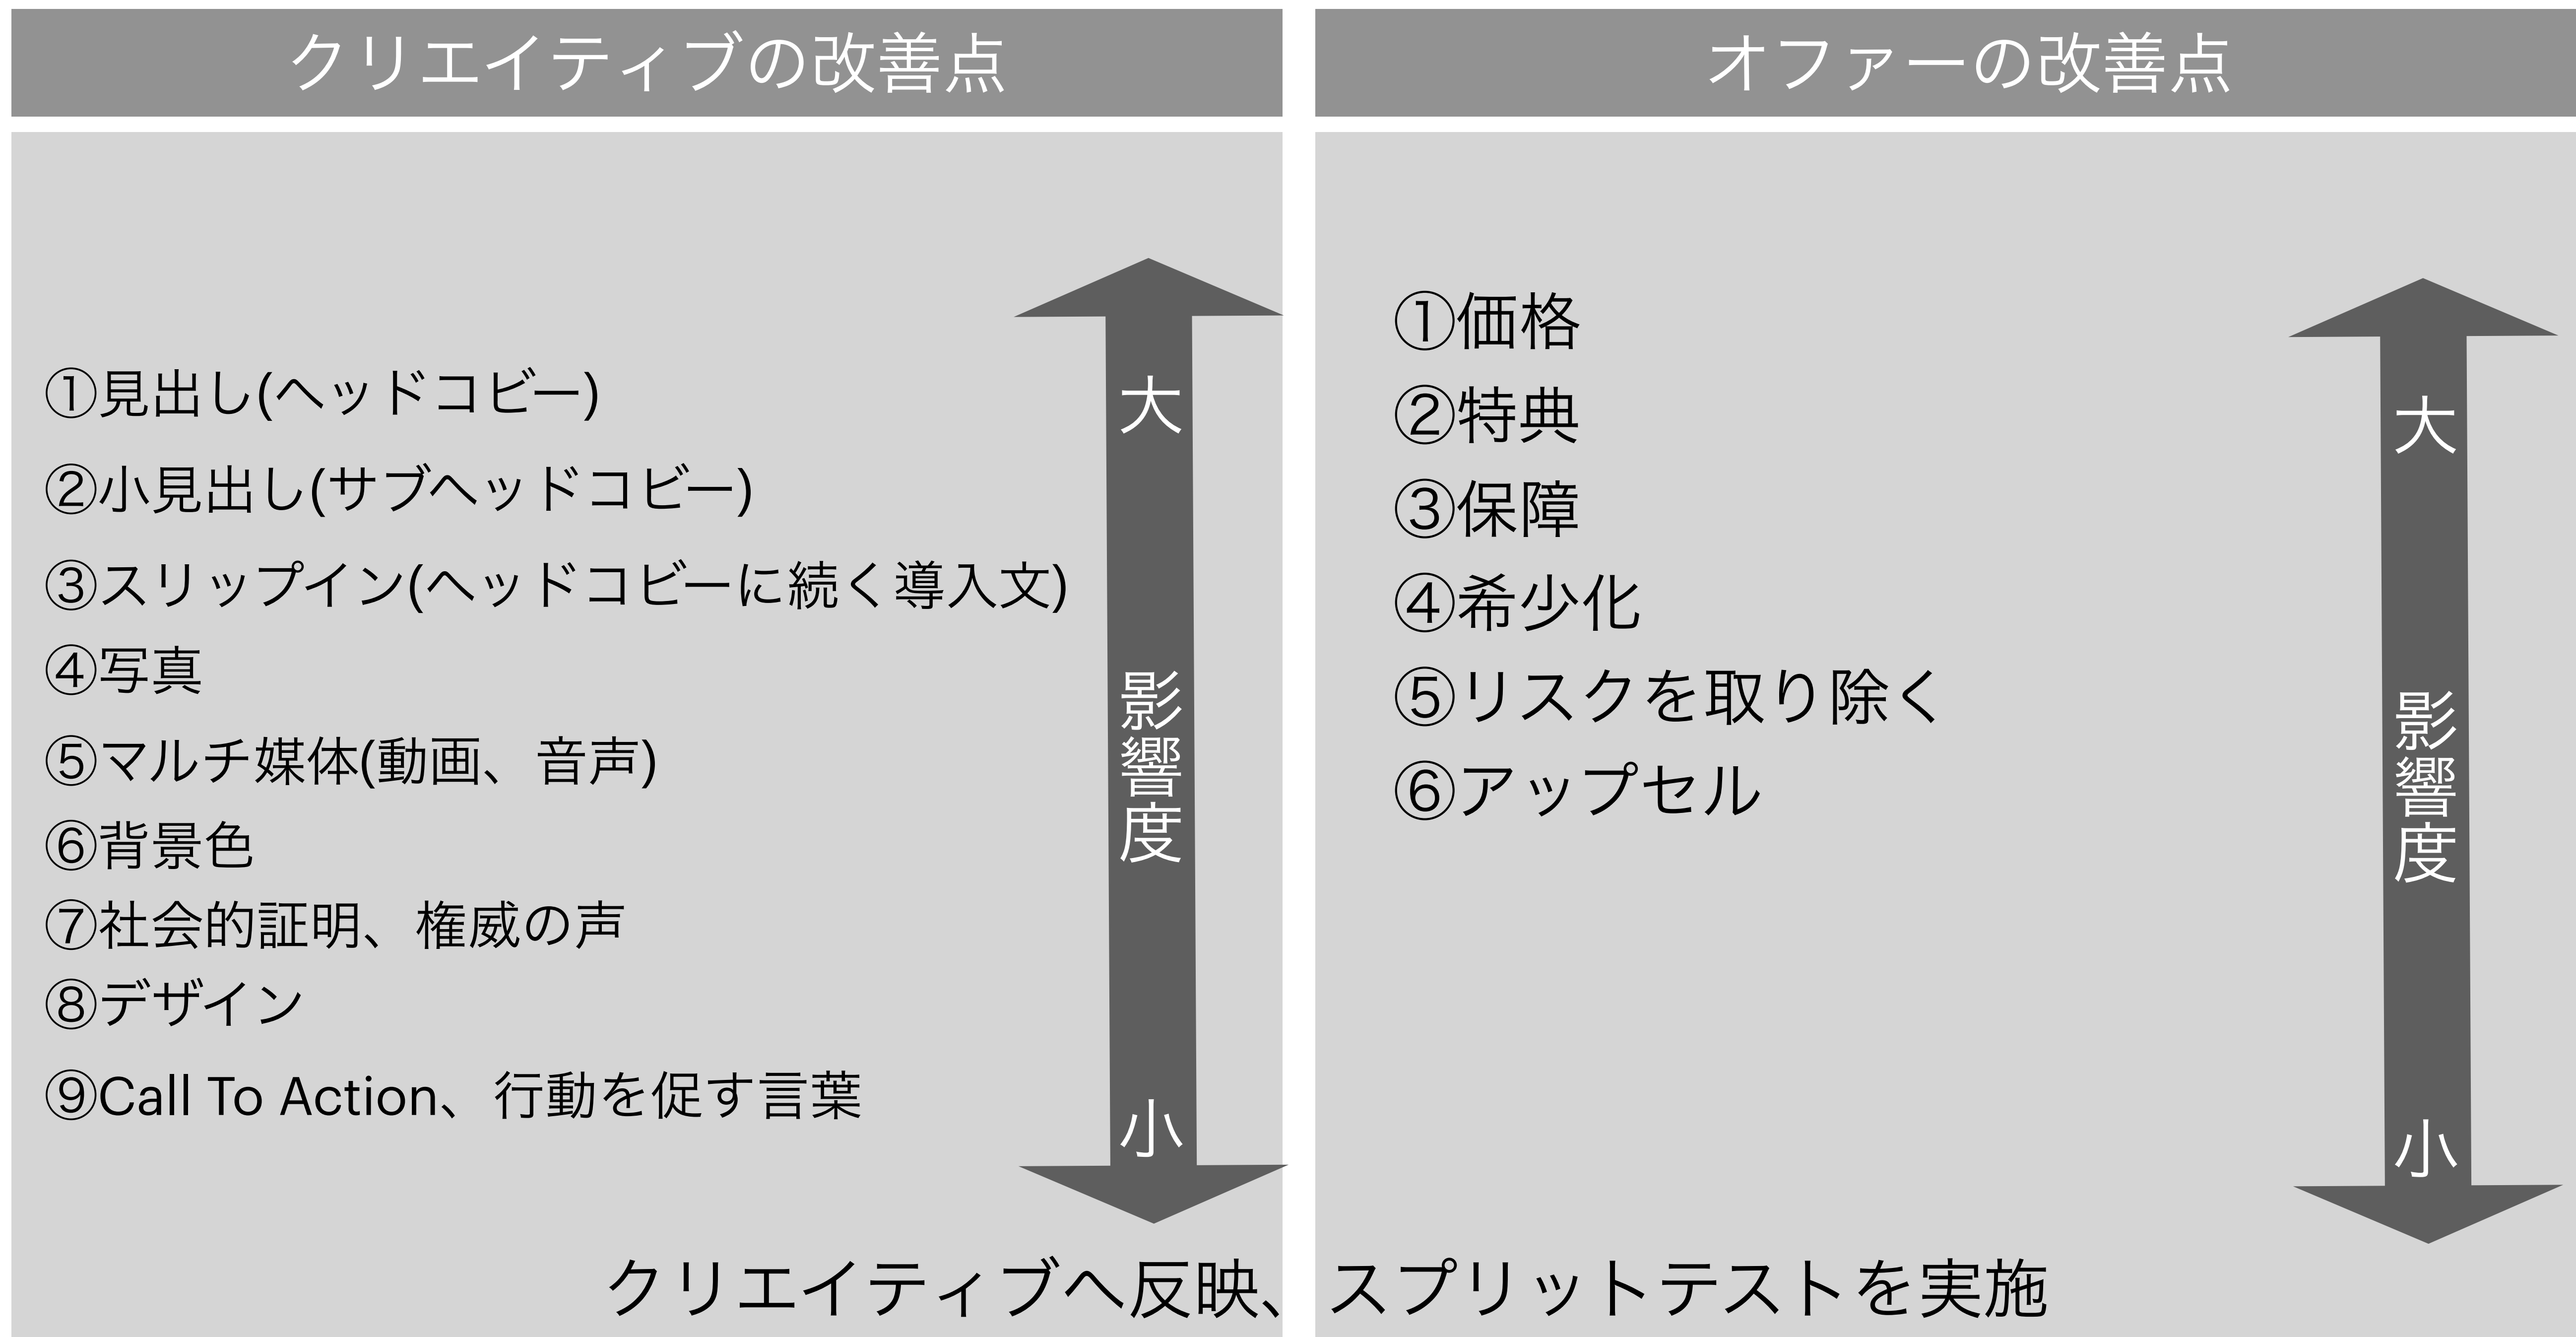 クリエイティブの改善点
①見出し(ヘッドコピー)
②小見出し(サブヘッドコピー)
③スリップイン(ヘッドコピーに続く導入文)
④写真
⑤マルチ媒体(動画、音声)
⑥背景色
⑦社会的証明、権威の声
⑧デザイン
⑨Call To Action、行動を促す言葉
大
影響度
小
オファーの改善点
①価格
②特典
③保障
④希少化
⑤リスクを取り除く
⑥アップセル
大
影響度
小
クリエイティブへ反映、スプリットテストを実施